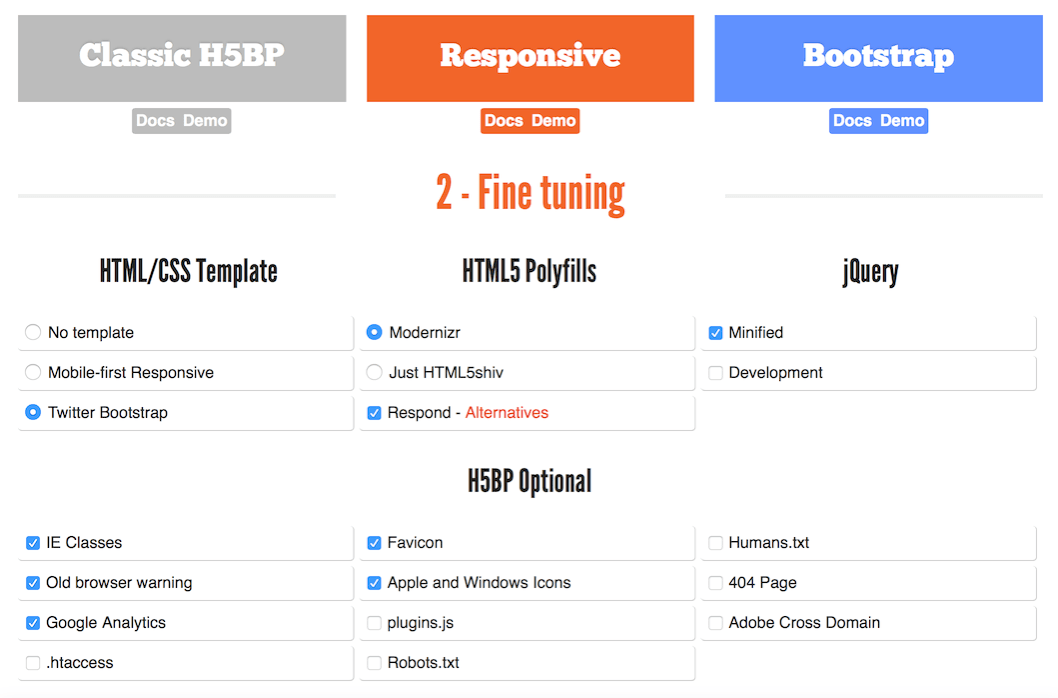 Classic H5BP
Responsive
Bootstrap
Docs Demo
Docs Demo
Docs Demo
2 - Fine tuning
HTML/CSS Template
HTML5 Polyfills
jQuery
No template
Modernizr
Minified
Mobile-first Responsive
Just HTML5shiv
Development
Twitter Bootstrap
Respond - Alternatives
H5BP Optional
IE Classes
Favicon
Humans.txt
Old browser warning
Apple and Windows Icons
404 Page
Google Analytics
plugins.js
Adobe Cross Domain
.htaccess
Robots.txt